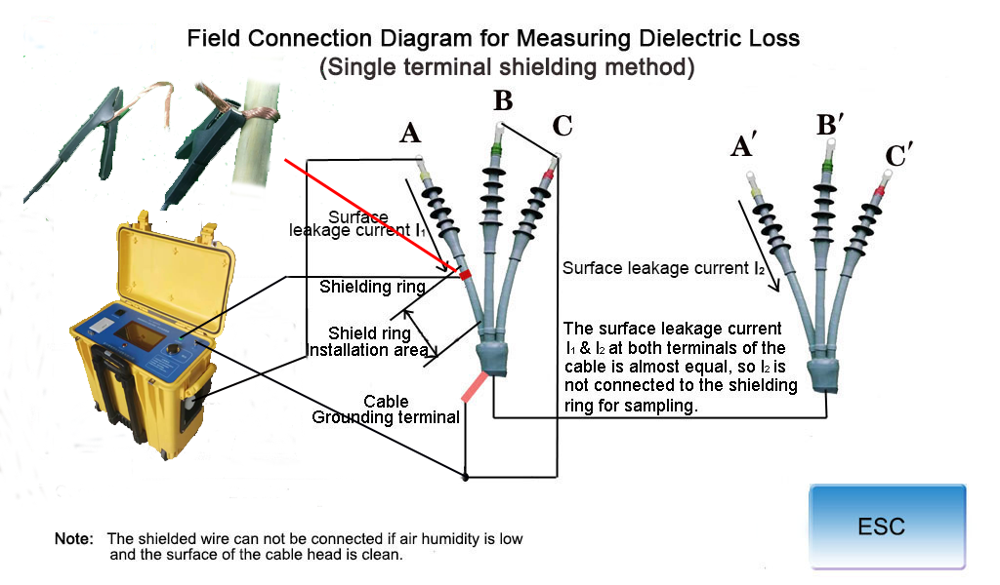 Field Connection Diagram for Measuring Dielectric Loss
(Single terminal shielding method)
A
B
C
A′
B′
C′
Surface
leakage current I₁
Shielding ring
Shield ring
Installation area
Cable
Grounding terminal
Surface leakage current I₂
The surface leakage current
I₁ & I₂ at both terminals of the
cable is almost equal, so I₂ is
not connected to the shielding
ring for sampling.
ESC
Note: The shielded wire can not be connected if air humidity is low
and the surface of the cable head is clean.